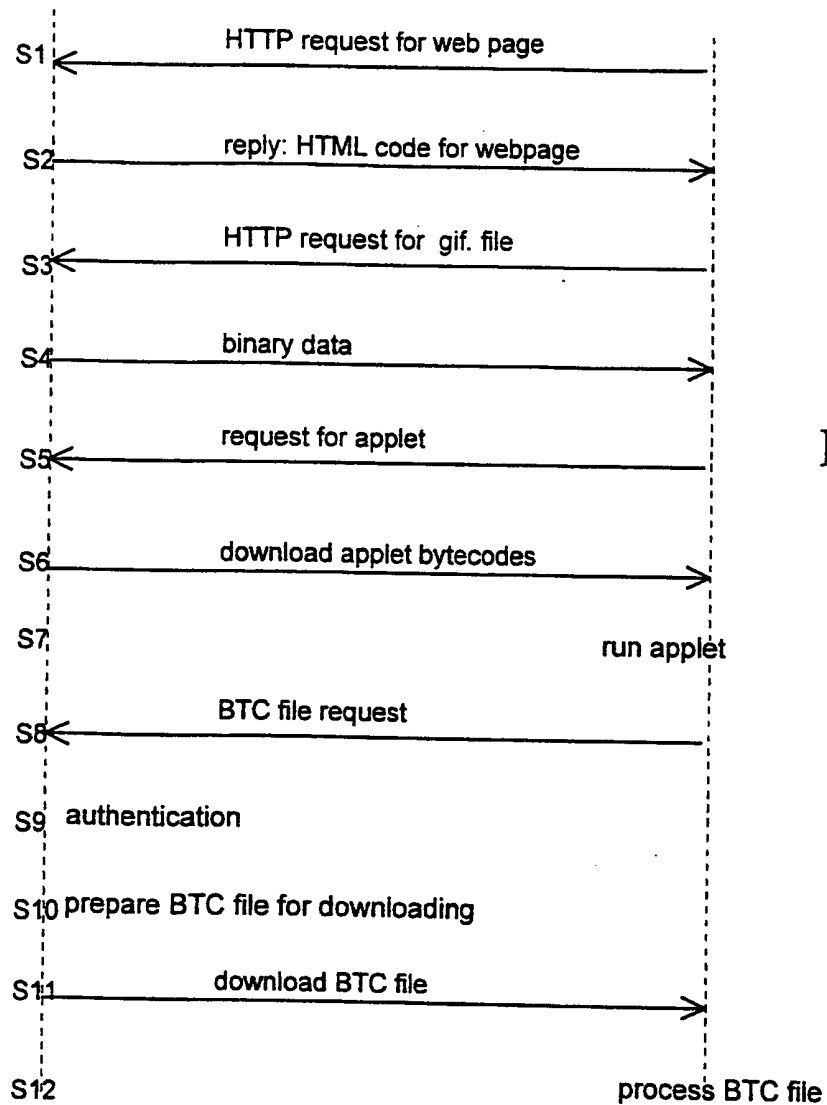 S1 HTTP request for web page
S2 reply: HTML code for webpage
S3 HTTP request for gif. file
S4 binary data
S5 request for applet
S6 download applet bytecodes
S7 run applet
S8 BTC file request
S9 authentication
S10 prepare BTC file for downloading
S11 download BTC file
S12 process BTC file